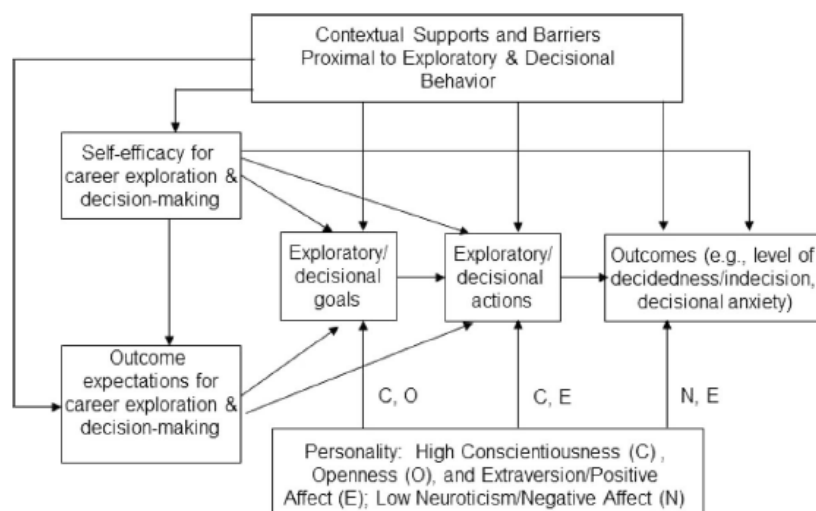 Contextual Supports and Barriers
Proximal to Exploratory & Decisional
Behavior
Self-efficacy for
career exploration &
decision-making
Exploratory/
decisional
goals
Exploratory/
decisional
actions
Outcomes (e.g., level of
decidedness/indecision,
decisional anxiety)
Outcome
expectations for
career exploration &
decision-making
C, O
C, E
N, E
Personality: High Conscientiousness (C) ,
Openness (O), and Extraversion/Positive
Affect (E); Low Neuroticism/Negative Affect (N)